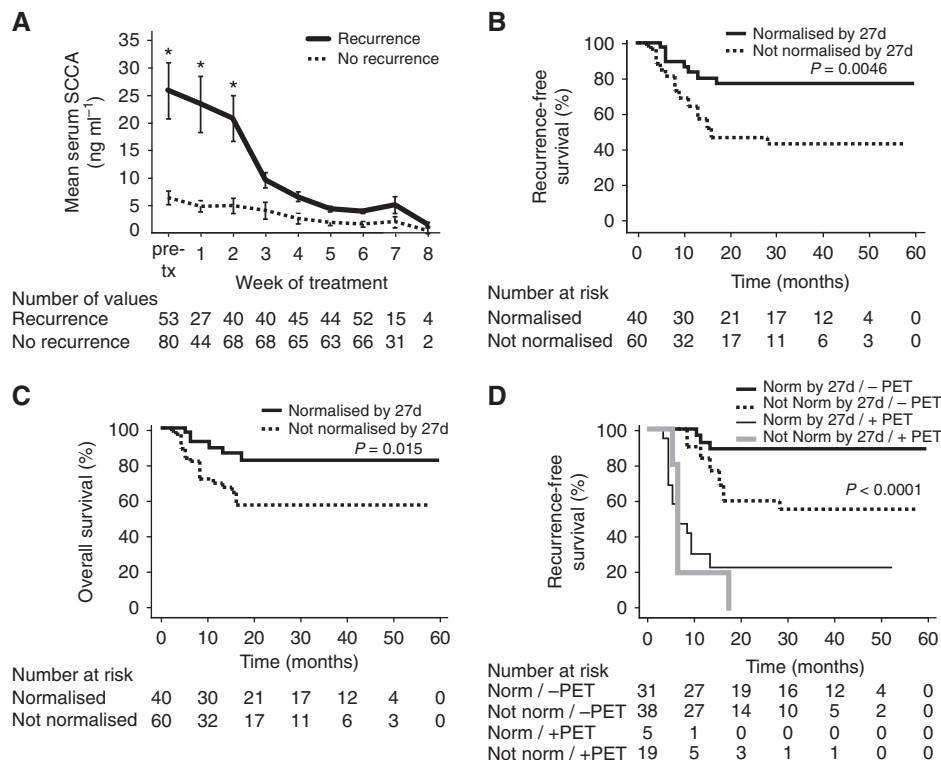 A
35
30
25
20
15
10
5
0
Mean serum SCCA
(ng ml−1)
* * *
Recurrence
No recurrence
pre-
tx 1 2 3 4 5 6 7 8
Week of treatment
Number of values
Recurrence 53 27 40 40 45 44 52 15 4
No recurrence 80 44 68 68 65 63 66 31 2
B
Normalised by 27d
Not normalised by 27d
P = 0.0046
100
80
60
40
20
0
Recurrence-free
survival (%)
0 10 20 30 40 50 60
Time (months)
Number at risk
Normalised 40 30 21 17 12 4 0
Not normalised 60 32 17 11 6 3 0
C
Normalised by 27d
Not normalised by 27d
P = 0.015
100
80
60
40
20
0
Overall survival (%)
0 10 20 30 40 50 60
Time (months)
Number at risk
Normalised 40 30 21 17 12 4 0
Not normalised 60 32 17 11 6 3 0
D
Norm by 27d / – PET
Not Norm by 27d / – PET
Norm by 27d / + PET
Not Norm by 27d / + PET
P < 0.0001
100
80
60
40
20
0
Recurrence-free
survival (%)
0 10 20 30 40 50 60
Time (months)
Number at risk
Norm / –PET 31 27 19 16 12 4 0
Not norm / –PET 38 27 14 10 5 2 0
Norm / +PET 5 1 0 0 0 0 0
Not norm / +PET 19 5 3 1 1 0 0